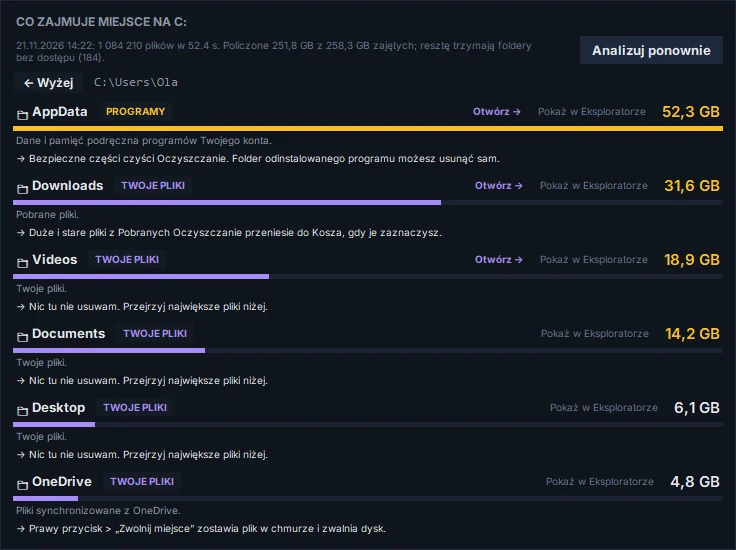 CO ZAJMUJE MIEJSCE NA C:
21.11.2026 14:22: 1 084 210 plików w 52.4 s. Policzone 251,8 GB z 258,3 GB zajętych; resztę trzymają foldery
bez dostępu (184).
Analizuj ponownie
← Wyżej C:\Users\Ola
AppData PROGRAMY Otwórz → Pokaż w Eksploratorze 52,3 GB
Dane i pamięć podręczna programów Twojego konta.
→ Bezpieczne części czyści Oczyszczanie. Folder odinstalowanego programu możesz usunąć sam.
Downloads TWOJE PLIKI Otwórz → Pokaż w Eksploratorze 31,6 GB
Pobrane pliki.
→ Duże i stare pliki z Pobranych Oczyszczanie przeniesie do Kosza, gdy je zaznaczysz.
Videos TWOJE PLIKI Otwórz → Pokaż w Eksploratorze 18,9 GB
Twoje pliki.
→ Nic tu nie usuwam. Przejrzyj największe pliki niżej.
Documents TWOJE PLIKI Pokaż w Eksploratorze 14,2 GB
Twoje pliki.
→ Nic tu nie usuwam. Przejrzyj największe pliki niżej.
Desktop TWOJE PLIKI Pokaż w Eksploratorze 6,1 GB
Twoje pliki.
→ Nic tu nie usuwam. Przejrzyj największe pliki niżej.
OneDrive TWOJE PLIKI Pokaż w Eksploratorze 4,8 GB
Pliki synchronizowane z OneDrive.
→ Prawy przycisk > „Zwolnij miejsce” zostawia plik w chmurze i zwalnia dysk.